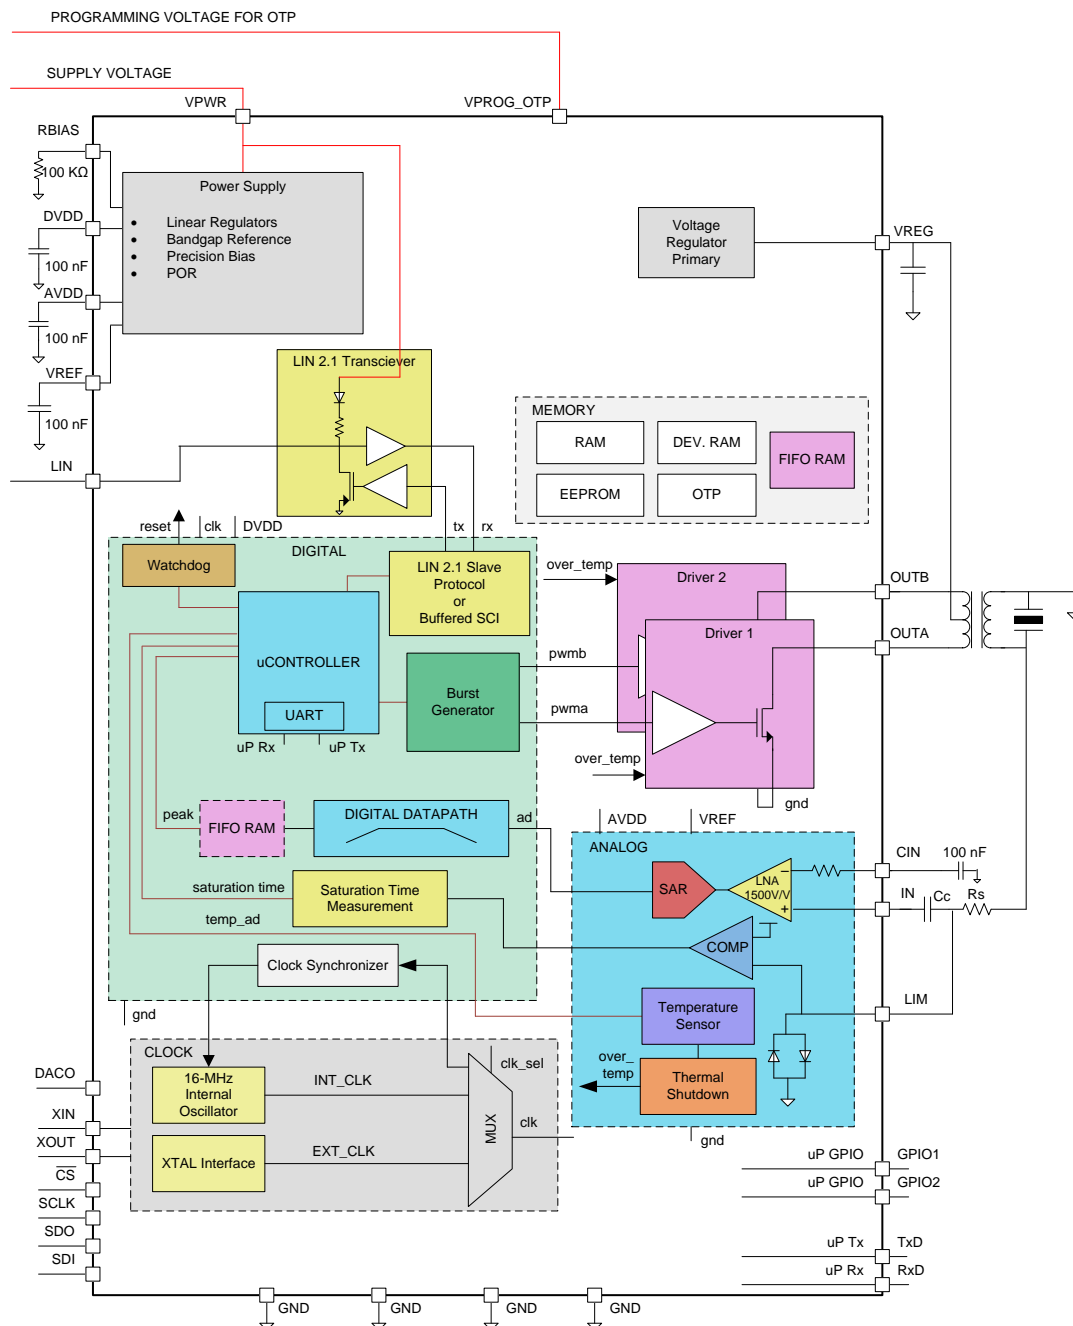 PROGRAMMING VOLTAGE FOR OTP
SUPPLY VOLTAGE
VPWR
VPROG_OTP
RBIAS
100 KΩ
Power Supply
• Linear Regulators
• Bandgap Reference
• Precision Bias
• POR
DVDD
100 nF
AVDD
100 nF
VREF
100 nF
LIN
Voltage
Regulator
Primary
VREG
LIN 2.1 Transciever
MEMORY
RAM
DEV. RAM
FIFO RAM
EEPROM
OTP
reset
clk
DVDD
tx
rx
DIGITAL
Watchdog
LIN 2.1 Slave
Protocol
or
Buffered SCI
uCONTROLLER
UART
uP Rx
uP Tx
Burst
Generator
over_temp
Driver 2
Driver 1
pwmb
pwma
over_temp
gnd
OUTB
OUTA
peak
FIFO RAM
DIGITAL DATAPATH
ad
saturation time
Saturation Time
Measurement
temp_ad
Clock Synchronizer
gnd
AVDD
VREF
ANALOG
SAR
LNA
1500V/V
−
+
COMP
CIN
100 nF
IN
Cc
Rs
LIM
Temperature
Sensor
over_
temp
Thermal
Shutdown
gnd
CLOCK
16-MHz
Internal
Oscillator
INT_CLK
XTAL Interface
EXT_CLK
clk_sel
MUX
clk
DACO
XIN
XOUT
CS
SCLK
SDO
SDI
uP GPIO
GPIO1
uP GPIO
GPIO2
uP Tx
TxD
uP Rx
RxD
GND
GND
GND
GND